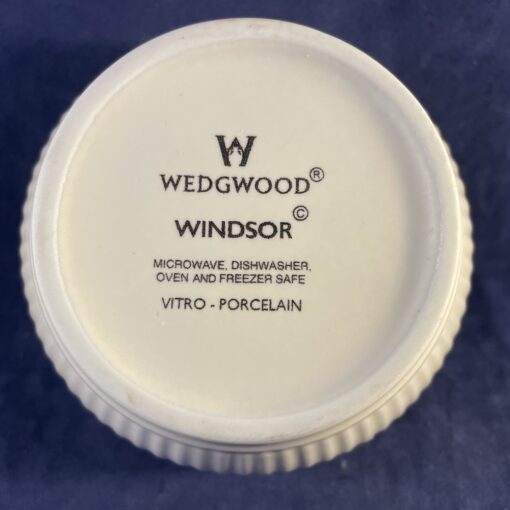 W
WEDGWOOD®
WINDSOR©
MICROWAVE, DISHWASHER,
OVEN AND FREEZER SAFE
VITRO - PORCELAIN